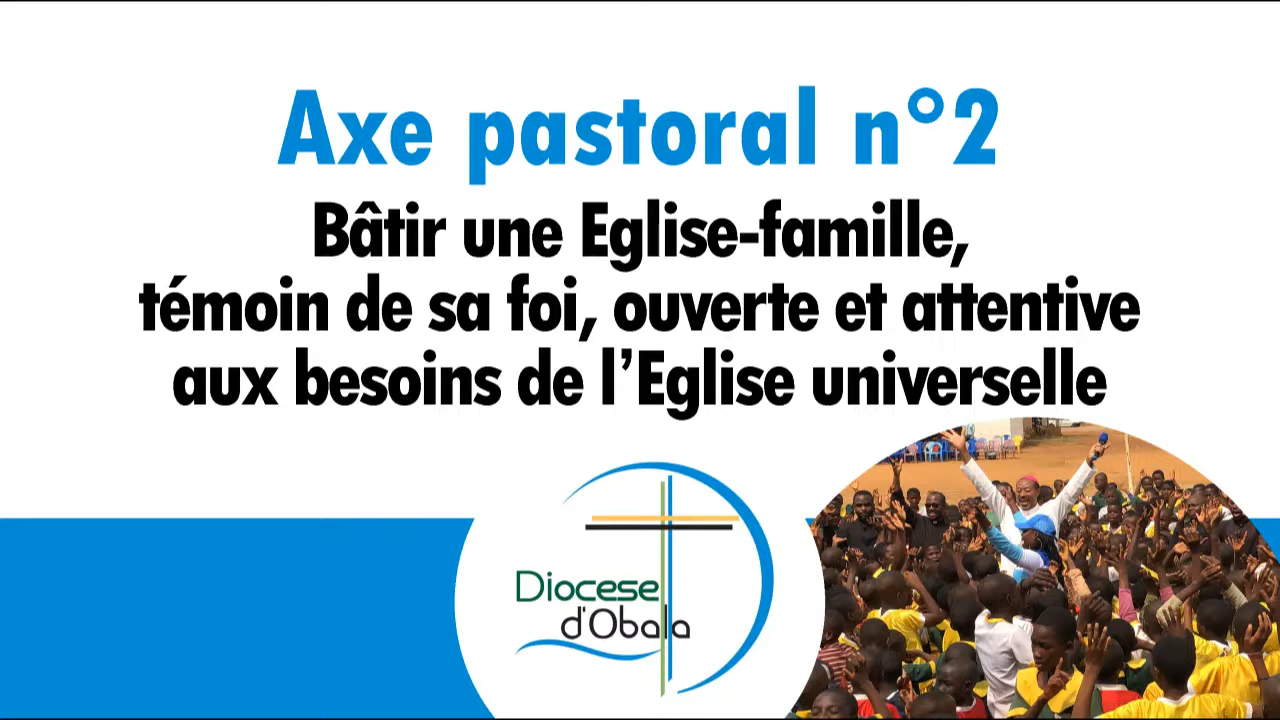 Axe pastoral n°2
Bâtir une Eglise-famille,
témoin de sa foi, ouverte et attentive
aux besoins de l’Eglise universelle
Diocese
d'Obala